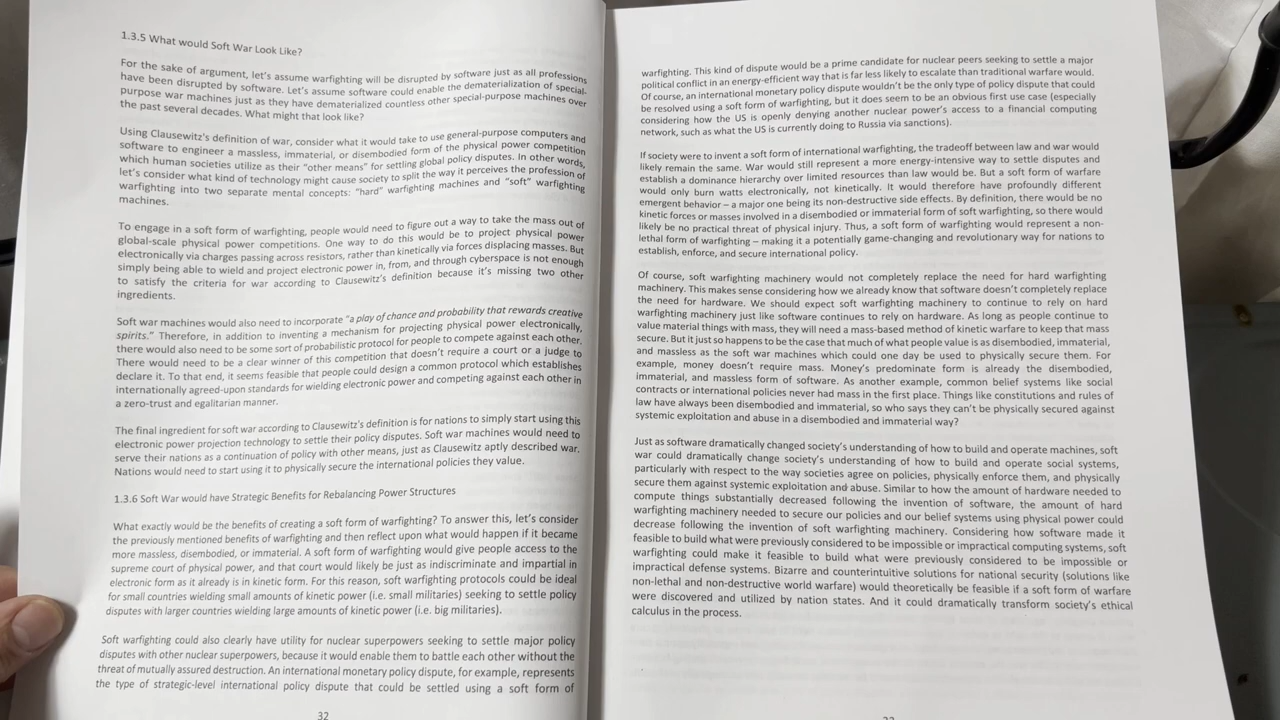 1.3.5 What would Soft War Look Like?
For the sake of argument, let's assume warfighting will be disrupted by software just as all professions
have been disrupted by software. Let's assume software could enable the dematerialization of special-
purpose war machines just as they have dematerialized countless other special-purpose machines over
the past several decades. What might that look like?
Using Clausewitz's definition of war, consider what it would take to use general-purpose computers and
software to engineer a massless, immaterial, or disembodied form of the physical power competition
which human societies utilize as their "other means" for settling global policy disputes. In other words,
let's consider what kind of technology might cause society to split the way it perceives the profession of
warfighting into two separate mental concepts: "hard" warfighting machines and "soft" warfighting
machines.
To engage in a soft form of warfighting, people would need to figure out a way to take the mass out of
global-scale physical power competitions. One way to do this would be to project physical power
electronically via charges passing across resistors, rather than kinetically via forces displacing masses. But
simply being able to wield and project electronic power in, from, and through cyberspace is not enough
to satisfy the criteria for war according to Clausewitz's definition because it's missing two other
ingredients.
Soft war machines would also need to incorporate "a play of chance and probability that rewards creative
spirits." Therefore, in addition to inventing a mechanism for projecting physical power electronically,
there would also need to be some sort of probabilistic protocol for people to compete against each other.
There would need to be a clear winner of this competition that doesn't require a court or a judge to
declare it. To that end, it seems feasible that people could design a common protocol which establishes
internationally agreed-upon standards for wielding electronic power and competing against each other in
a zero-trust and egalitarian manner.
The final ingredient for soft war according to Clausewitz's definition is for nations to simply start using this
electronic power projection technology to settle their policy disputes. Soft war machines would need to
serve their nations as a continuation of policy with other means, just as Clausewitz aptly described war.
Nations would need to start using it to physically secure the international policies they value.
1.3.6 Soft War would have Strategic Benefits for Rebalancing Power Structures
What exactly would be the benefits of creating a soft form of warfighting? To answer this, let's consider
the previously mentioned benefits of warfighting and then reflect upon what would happen if it became
more massless, disembodied, or immaterial. A soft form of warfighting would give people access to the
supreme court of physical power, and that court would likely be just as indiscriminate and impartial in
electronic form as it already is in kinetic form. For this reason, soft warfighting protocols could be ideal
for small countries wielding small amounts of kinetic power (i.e. small militaries) seeking to settle policy
disputes with larger countries wielding large amounts of kinetic power (i.e. big militaries).
Soft warfighting could also clearly have utility for nuclear superpowers seeking to settle major policy
disputes with other nuclear superpowers, because it would enable them to battle each other without the
threat of mutually assured destruction. An international monetary policy dispute, for example, represents
the type of strategic-level international policy dispute that could be settled using a soft form of
32
warfighting. This kind of dispute would be a prime candidate for nuclear peers seeking to settle a major
political conflict in an energy-efficient way that is far less likely to escalate than traditional warfare would.
Of course, an international monetary policy dispute wouldn't be the only type of policy dispute that could
be resolved using a soft form of warfighting, but it does seem to be an obvious first use case (especially
considering how the US is openly denying another nuclear power's access to a financial computing
network, such as what the US is currently doing to Russia via sanctions).
If society were to invent a soft form of international warfighting, the tradeoff between law and war would
likely remain the same. War would still represent a more energy-intensive way to settle disputes and
establish a dominance hierarchy over limited resources than law would be. But a soft form of warfare
would only burn watts electronically, not kinetically. It would therefore have profoundly different
emergent behavior – a major one being its non-destructive side effects. By definition, there would be no
kinetic forces or masses involved in a disembodied or immaterial form of soft warfighting, so there would
likely be no practical threat of physical injury. Thus, a soft form of warfighting would represent a non-
lethal form of warfighting – making it a potentially game-changing and revolutionary way for nations to
establish, enforce, and secure international policy.
Of course, soft warfighting machinery would not completely replace the need for hard warfighting
machinery. This makes sense considering how we already know that software doesn't completely replace
the need for hardware. We should expect soft warfighting machinery to continue to rely on hard
warfighting machinery just like software continues to rely on hardware. As long as people continue to
value material things with mass, they will need a mass-based method of kinetic warfare to keep that mass
secure. But it just so happens to be the case that much of what people value is as disembodied, immaterial,
and massless as the soft war machines which could one day be used to physically secure them. For
example, money doesn't require mass. Money's predominate form is already the disembodied,
immaterial, and massless form of software. As another example, common belief systems like social
contracts or international policies never had mass in the first place. Things like constitutions and rules of
law have always been disembodied and immaterial, so who says they can't be physically secured against
systemic exploitation and abuse in a disembodied and immaterial way?
Just as software dramatically changed society's understanding of how to build and operate machines, soft
war could dramatically change society's understanding of how to build and operate social systems,
particularly with respect to the way societies agree on policies, physically enforce them, and physically
secure them against systemic exploitation and abuse. Similar to how the amount of hardware needed to
compute things substantially decreased following the invention of software, the amount of hard
warfighting machinery needed to secure our policies and our belief systems using physical power could
decrease following the invention of soft warfighting machinery. Considering how software made it
feasible to build what were previously considered to be impossible or impractical computing systems, soft
warfighting could make it feasible to build what were previously considered to be impossible or
impractical defense systems. Bizarre and counterintuitive solutions for national security (solutions like
non-lethal and non-destructive world warfare) would theoretically be feasible if a soft form of warfare
were discovered and utilized by nation states. And it could dramatically transform society's ethical
calculus in the process.